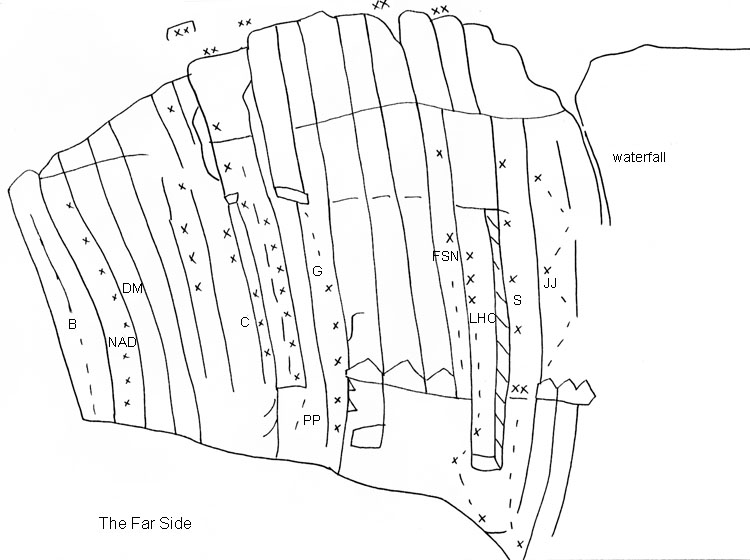 waterfall
FSN
G
JJ
DM
S
B
C
LHC
NAD
PP
The Far Side